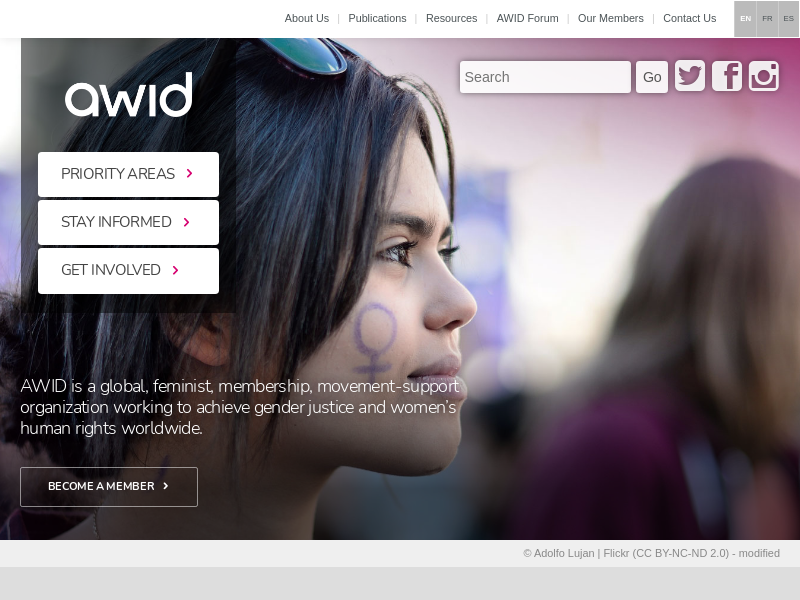 About Us | Publications | Resources | AWID Forum | Our Members | Contact Us
EN FR ES
awid
Search Go
PRIORITY AREAS
STAY INFORMED
GET INVOLVED
AWID is a global, feminist, membership, movement-support
organization working to achieve gender justice and women's
human rights worldwide.
BECOME A MEMBER
© Adolfo Lujan | Flickr (CC BY-NC-ND 2.0) - modified